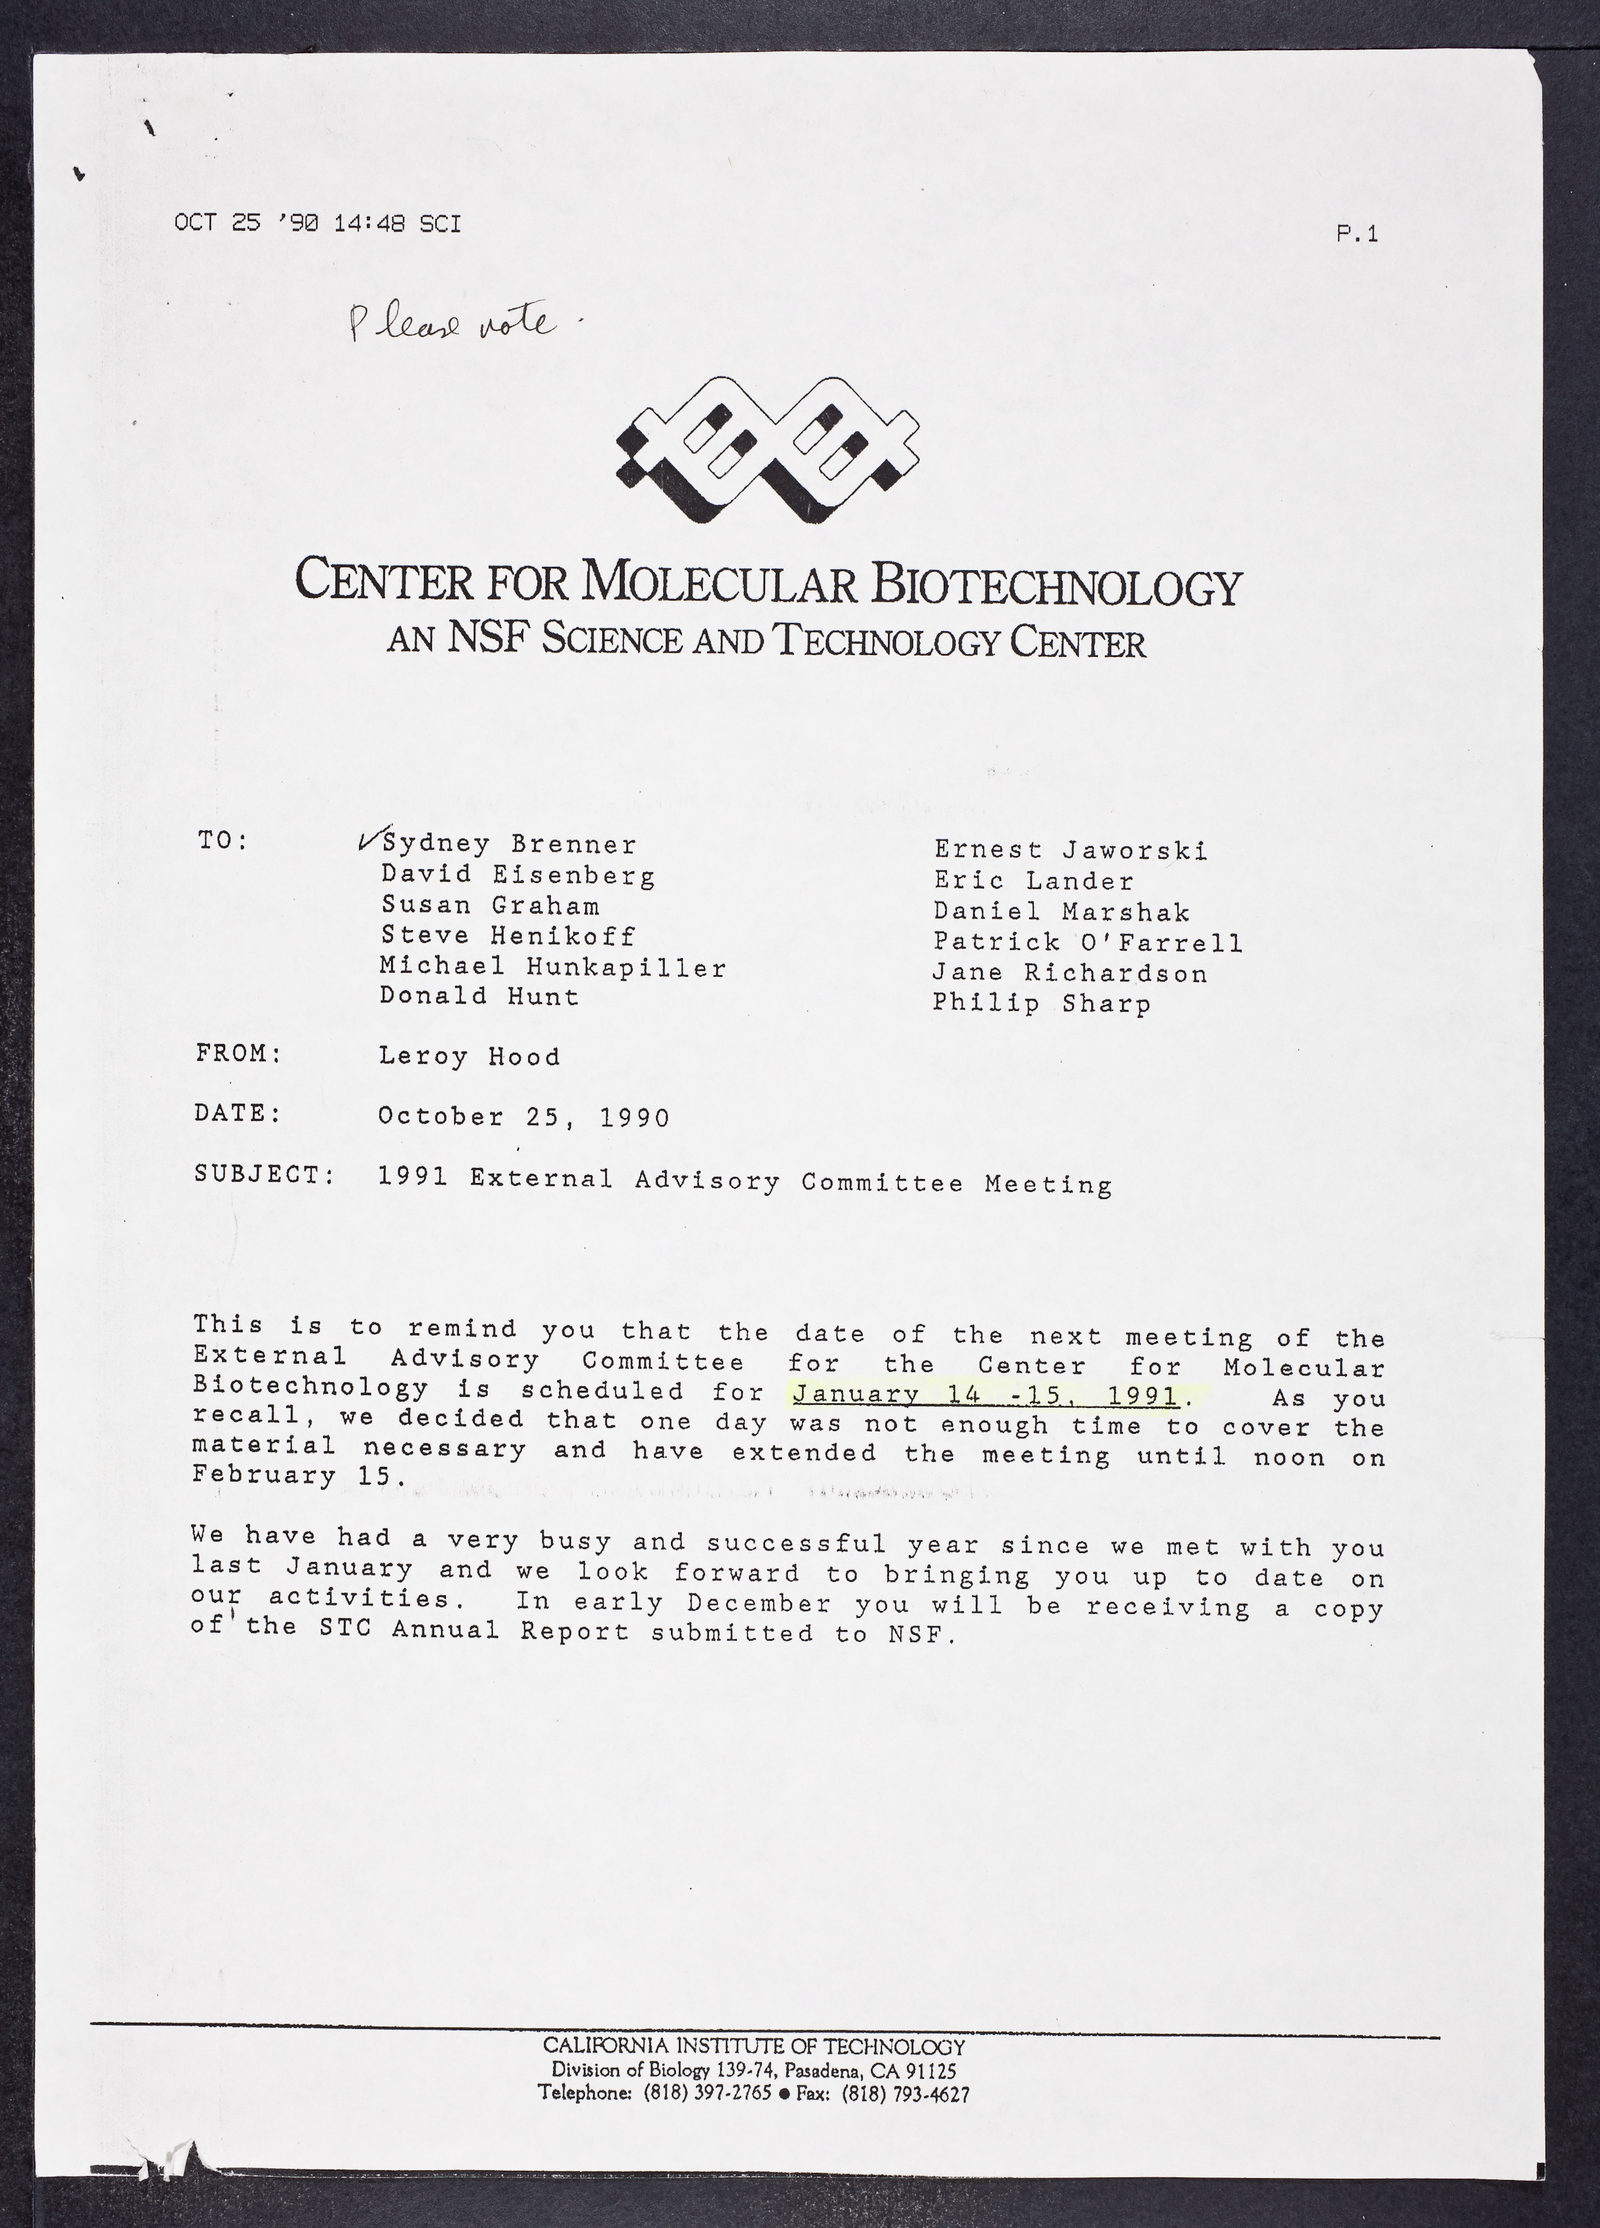 OCT 25 '90 14:48 SCI
P.1
Please note.
CENTER FOR MOLECULAR BIOTECHNOLOGY
AN NSF SCIENCE AND TECHNOLOGY CENTER
TO:
✓Sydney Brenner
David Eisenberg
Susan Graham
Steve Henikoff
Michael Hunkapiller
Donald Hunt
Ernest Jaworski
Eric Lander
Daniel Marshak
Patrick O'Farrell
Jane Richardson
Philip Sharp
FROM: Leroy Hood
DATE: October 25, 1990
SUBJECT: 1991 External Advisory Committee Meeting
This is to remind you that the date of the next meeting of the
External Advisory Committee for the Center for Molecular
Biotechnology is scheduled for January 14 -15, 1991. As you
recall, we decided that one day was not enough time to cover the
material necessary and have extended the meeting until noon on
February 15.
We have had a very busy and successful year since we met with you
last January and we look forward to bringing you up to date on
our activities. In early December you will be receiving a copy
of the STC Annual Report submitted to NSF.
CALIFORNIA INSTITUTE OF TECHNOLOGY
Division of Biology 139-74, Pasadena, CA 91125
Telephone: (818) 397-2765 ● Fax: (818) 793-4627